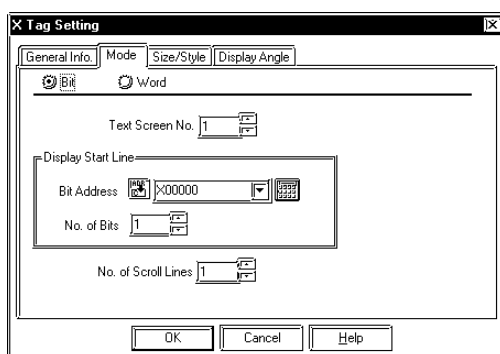 X Tag Setting
General Info. Mode Size/Style Display Angle
Bit Word
Text Screen No. 1
Display Start Line
Bit Address X00000
No. of Bits 1
No. of Scroll Lines 1
OK Cancel Help